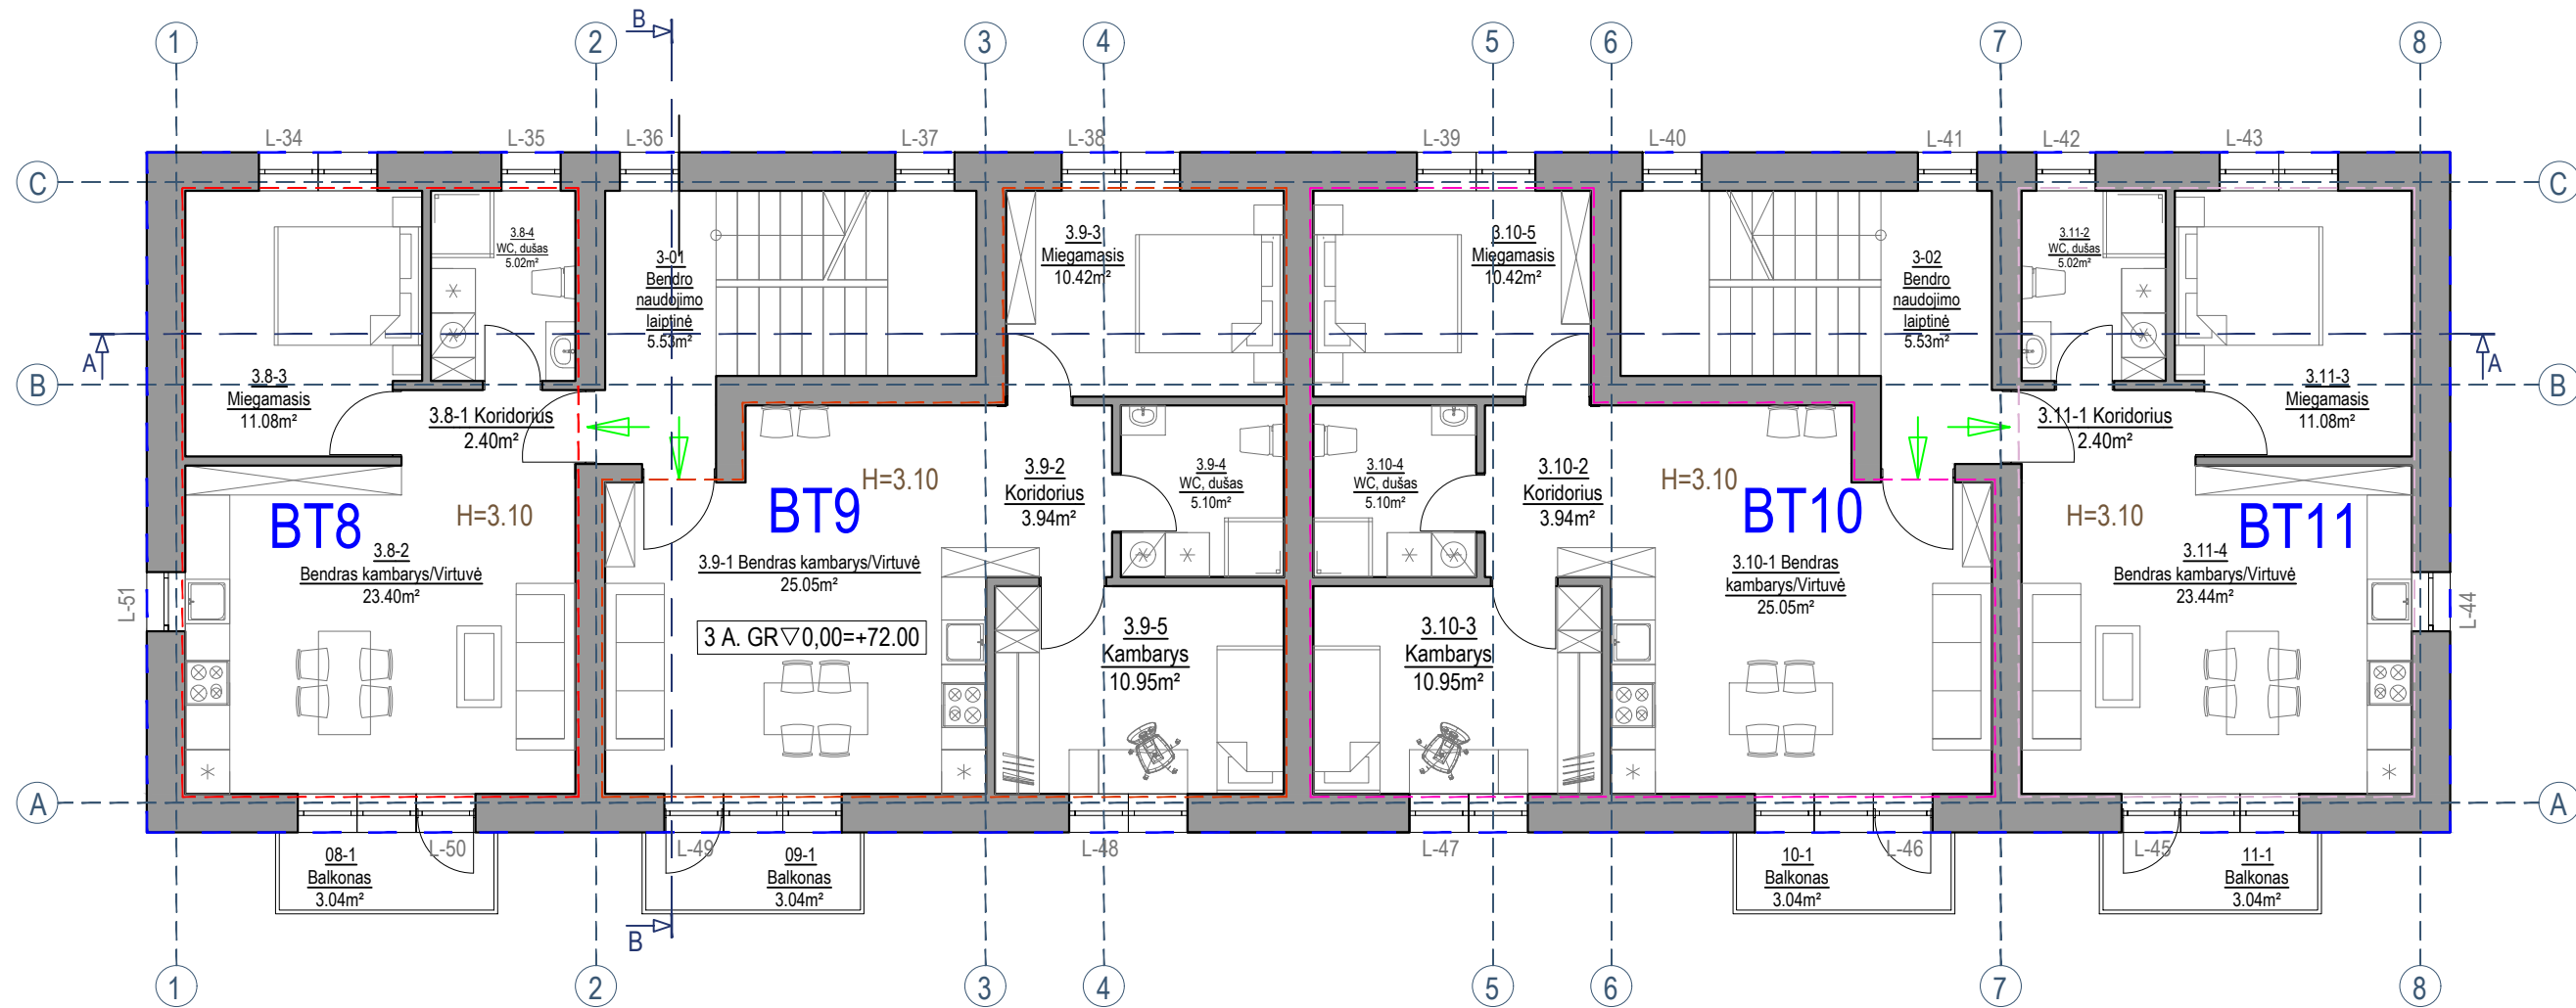 1
2
B
3
4
5
6
7
8
L-34
L-35
L-36
L-37
L-38
L-39
L-40
L-41
L-42
L-43
C
C
3.8-4
WC, dušas
5.02m²
3-01
Bendro
naudojimo
laiptinė
5.53m²
3.9-3
Miegamasis
10.42m²
3.10-5
Miegamasis
10.42m²
3-02
Bendro
naudojimo
laiptinė
5.53m²
3.11-2
WC, dušas
5.02m²
A
A
B
B
3.8-3
Miegamasis
11.08m²
3.8-1 Koridorius
2.40m²
3.11-1 Koridorius
2.40m²
3.11-3
Miegamasis
11.08m²
BT8
H=3.10
BT9
H=3.10
3.9-2
Koridorius
3.94m²
3.9-4
WC, dušas
5.10m²
3.10-4
WC, dušas
5.10m²
3.10-2
Koridorius
3.94m²
H=3.10
BT10
H=3.10
BT11
3.8-2
Bendras kambarys/Virtuvė
23.40m²
3.9-1 Bendras kambarys/Virtuvė
25.05m²
3.10-1 Bendras
kambarys/Virtuvė
25.05m²
3.11-4
Bendras kambarys/Virtuvė
23.44m²
L-51
L-44
3 A. GR▽0,00=+72.00
3.9-5
Kambarys
10.95m²
3.10-3
Kambarys
10.95m²
A
A
08-1
Balkonas
3.04m²
L-50
L-49
09-1
Balkonas
3.04m²
L-48
L-47
10-1
Balkonas
3.04m²
L-46
L-45
11-1
Balkonas
3.04m²
B
1
2
3
4
5
6
7
8